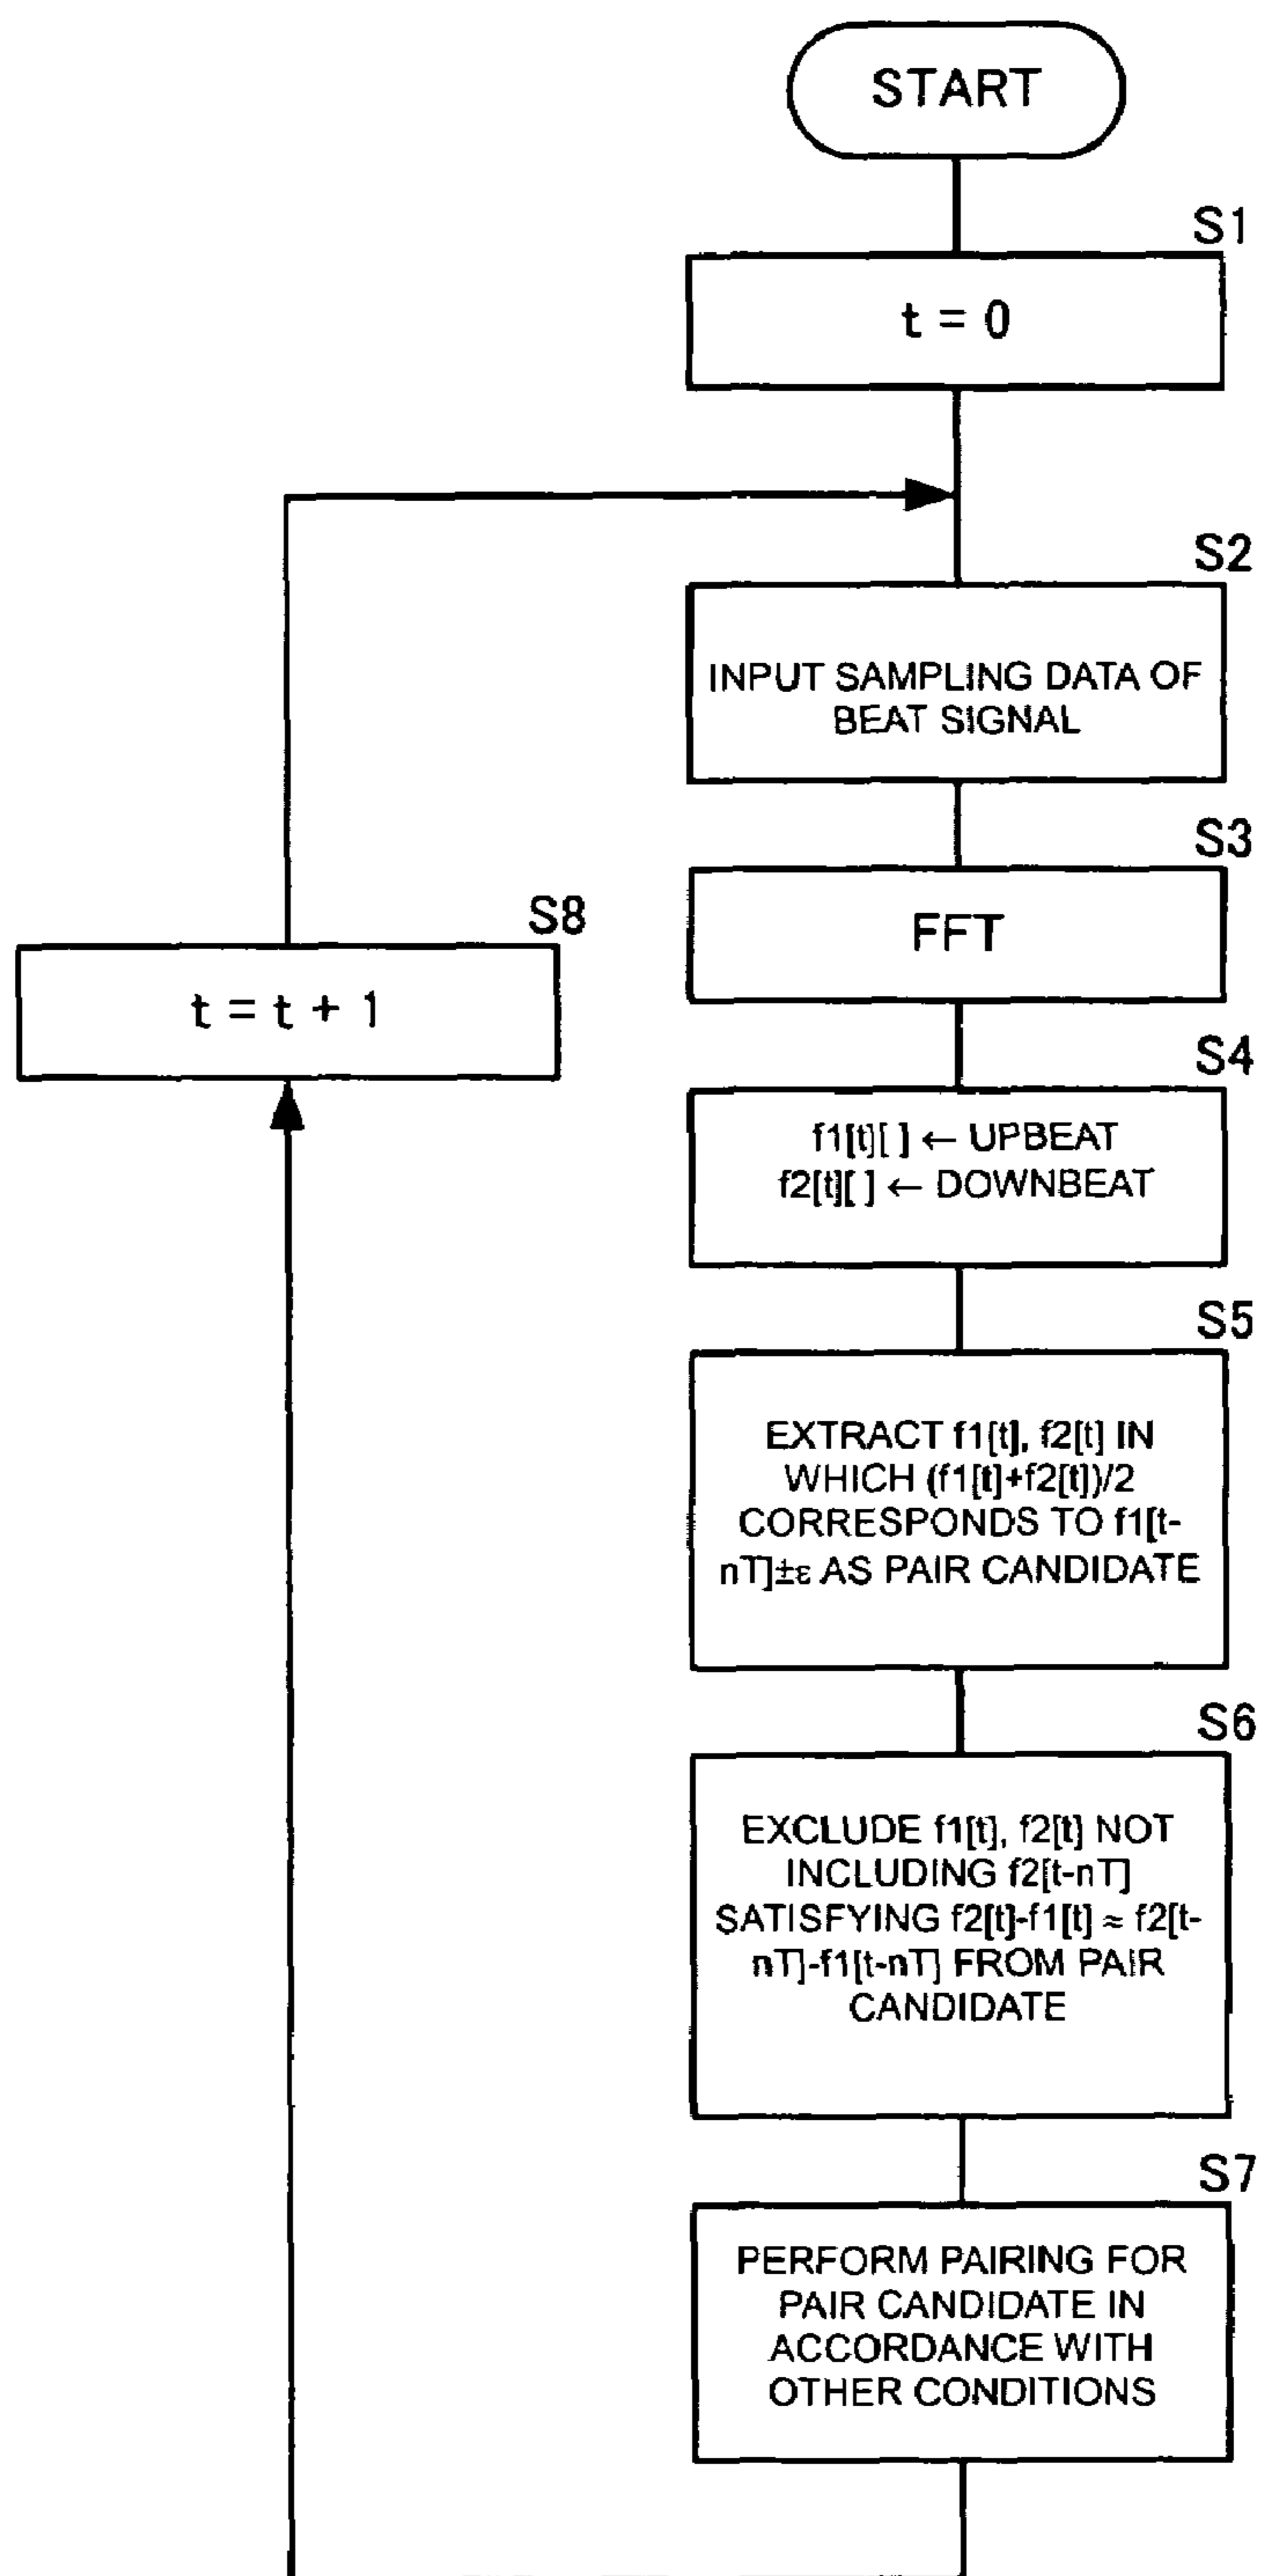 START
S1
t = 0
S2
INPUT SAMPLING DATA OF
BEAT SIGNAL
S3
FFT
S8
t = t + 1
S4
f1[t][ ] ← UPBEAT
f2[t][ ] ← DOWNBEAT
S5
EXTRACT f1[t], f2[t] IN
WHICH (f1[t]+f2[t])/2
CORRESPONDS TO f1[t-
nT]±ε AS PAIR CANDIDATE
S6
EXCLUDE f1[t], f2[t] NOT
INCLUDING f2[t-nT]
SATISFYING f2[t]-f1[t] ≈ f2[t-
nT]-f1[t-nT] FROM PAIR
CANDIDATE
S7
PERFORM PAIRING FOR
PAIR CANDIDATE IN
ACCORDANCE WITH
OTHER CONDITIONS